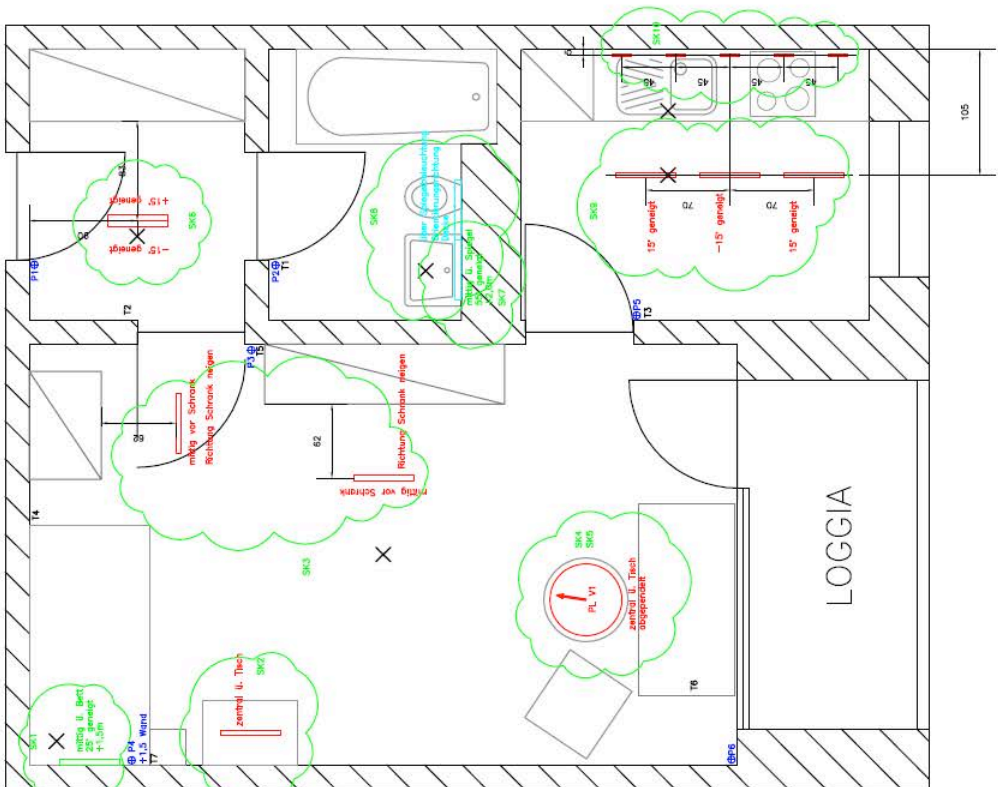 SK10
45
45
45
45
105
83
+15° geneigt
-15° geneigt
SK6
90
P1
T2
SK8
P2
T1
mittig ü. Spiegel
SK7
SK9
70
70
15° geneigt
-15° geneigt
15° geneigt
P5
T3
P3
T5
62
mittig vor Schrank
Richtung Schrank neigen
62
Richtung Schrank neigen
mittig vor Schrank
T4
SK3
SK4
SK5
PL V1
zentral ü. Tisch
abgependelt
LOGGIA
T6
SK2
zentral ü. Tisch
SK1
mittig ü. Bett
25° geneigt
+1,5m
P4
+1,5 Wand
T7
P6